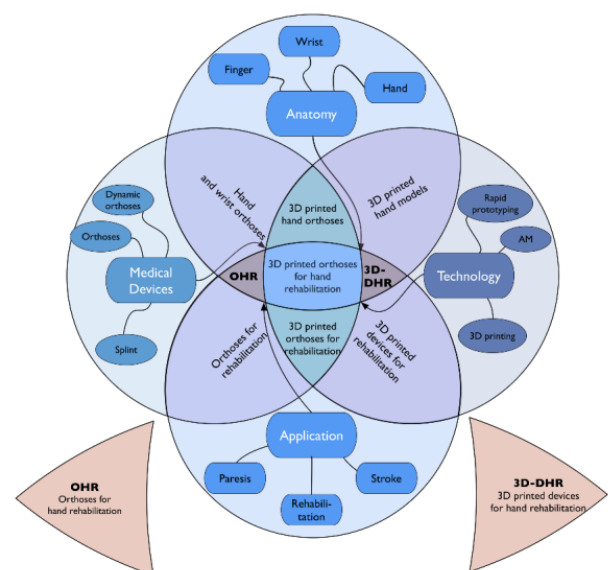 Wrist
Finger
Hand
Anatomy
Hand
and wrist orthoses
3D printed
hand orthoses
3D printed
hand models
Dynamic
orthoses
Orthoses
Medical
Devices
Splint
Rapid
prototyping
AM
Technology
3D printing
OHR
3D printed orthoses
for hand
rehabilitation
3D-
DHR
Orthoses for
rehabilitation
3D printed
orthoses for
rehabilitation
3D printed
devices for
rehabilitation
Application
Paresis
Stroke
Rehabili-
tation
OHR
Orthoses for
hand rehabilitation
3D-DHR
3D printed devices
for hand rehabilitation